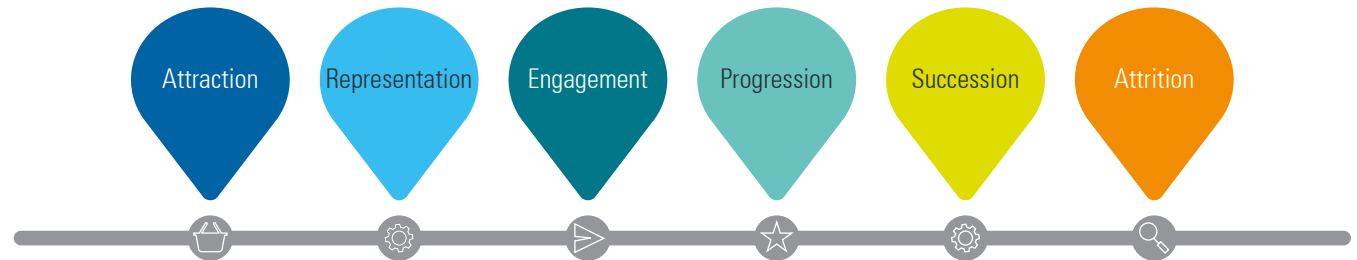 Attraction
Representation
Engagement
Progression
Succession
Attrition